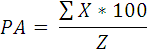 PA = ∑ X * 100 / Z